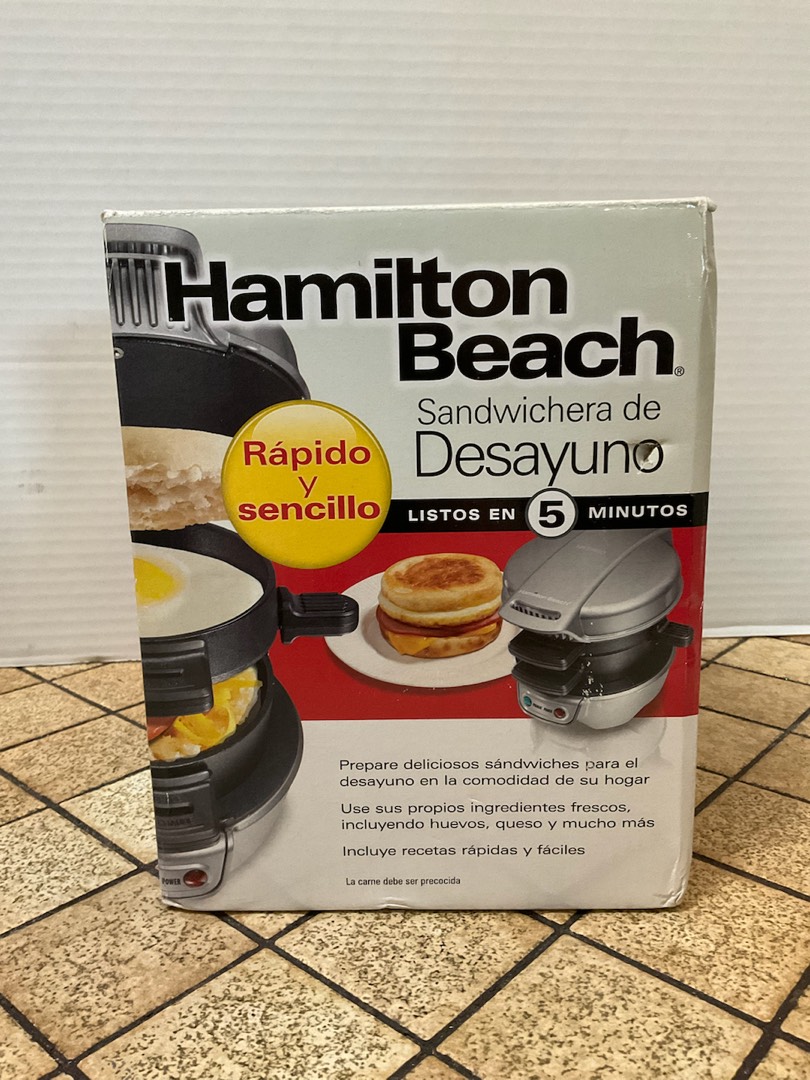 Hamilton
Beach®
Sandwichera de
Desayuno
Rápido
y
sencillo
LISTOS EN 5 MINUTOS
Prepare deliciosos sándwiches para el
desayuno en la comodidad de su hogar
Use sus propios ingredientes frescos,
incluyendo huevos, queso y mucho más
Incluye recetas rápidas y fáciles
La carne debe ser precocida
POWER